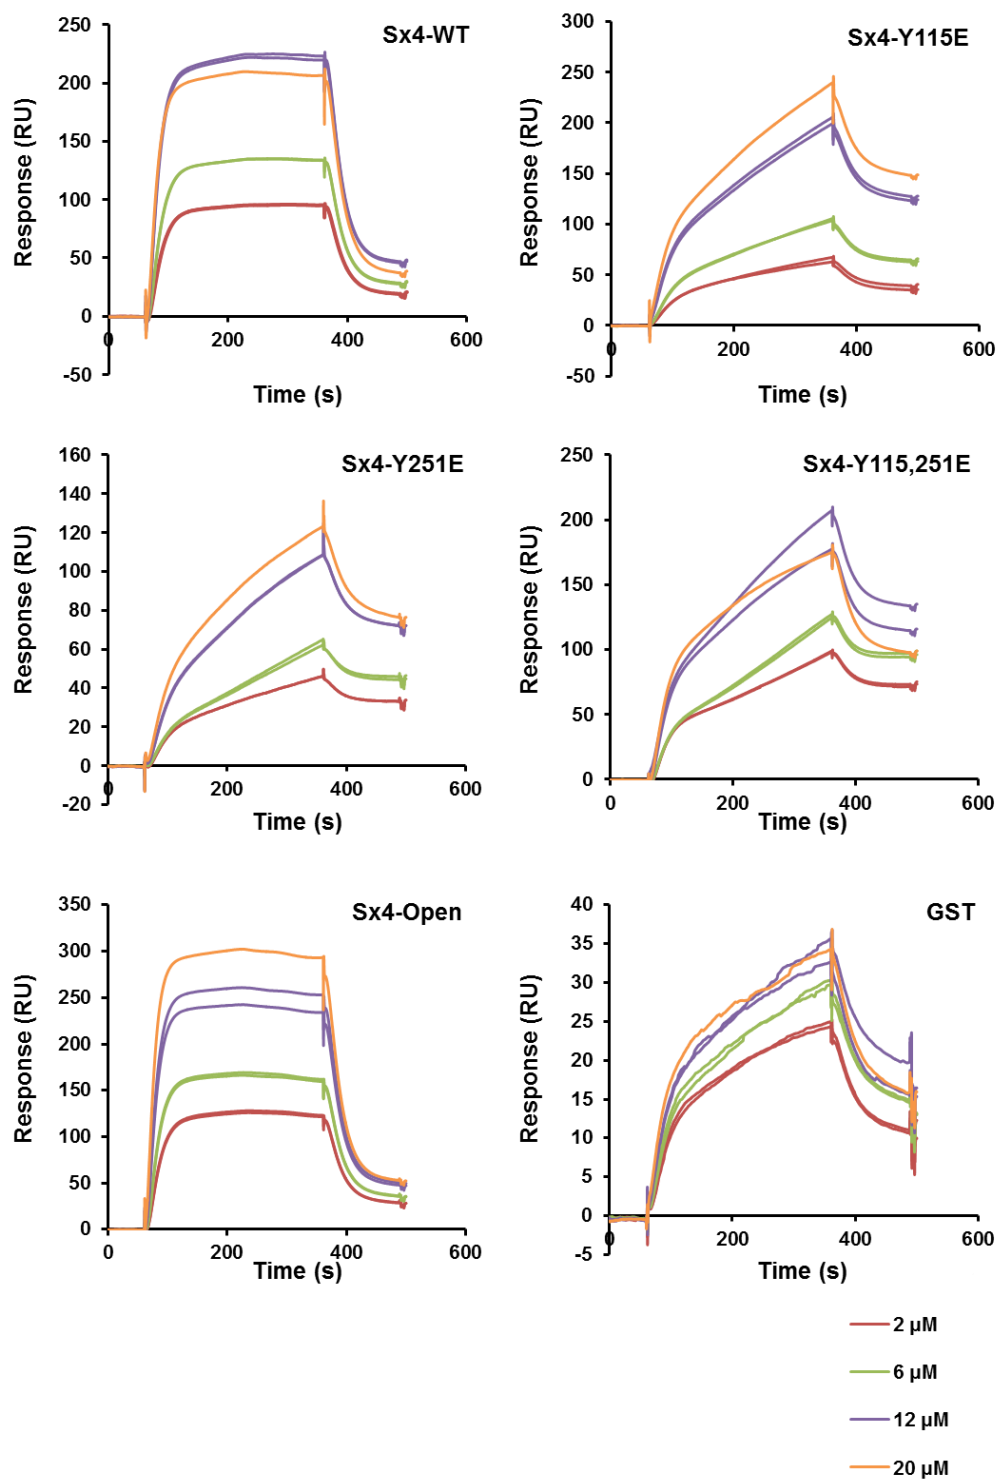 Sx4-WT
Response (RU)
250
200
150
100
50
0
-50
0 200 400 600
Time (s)
Sx4-Y115E
Response (RU)
300
250
200
150
100
50
0
-50
0 200 400 600
Time (s)
Sx4-Y251E
Response (RU)
160
140
120
100
80
60
40
20
0
-20
0 200 400 600
Time (s)
Sx4-Y115,251E
Response (RU)
250
200
150
100
50
0
0 200 400 600
Time (s)
Sx4-Open
Response (RU)
350
300
250
200
150
100
50
0
0 200 400 600
Time (s)
GST
Response (RU)
40
35
30
25
20
15
10
5
0
-5
0 200 400 600
Time (s)
2 µM
6 µM
12 µM
20 µM